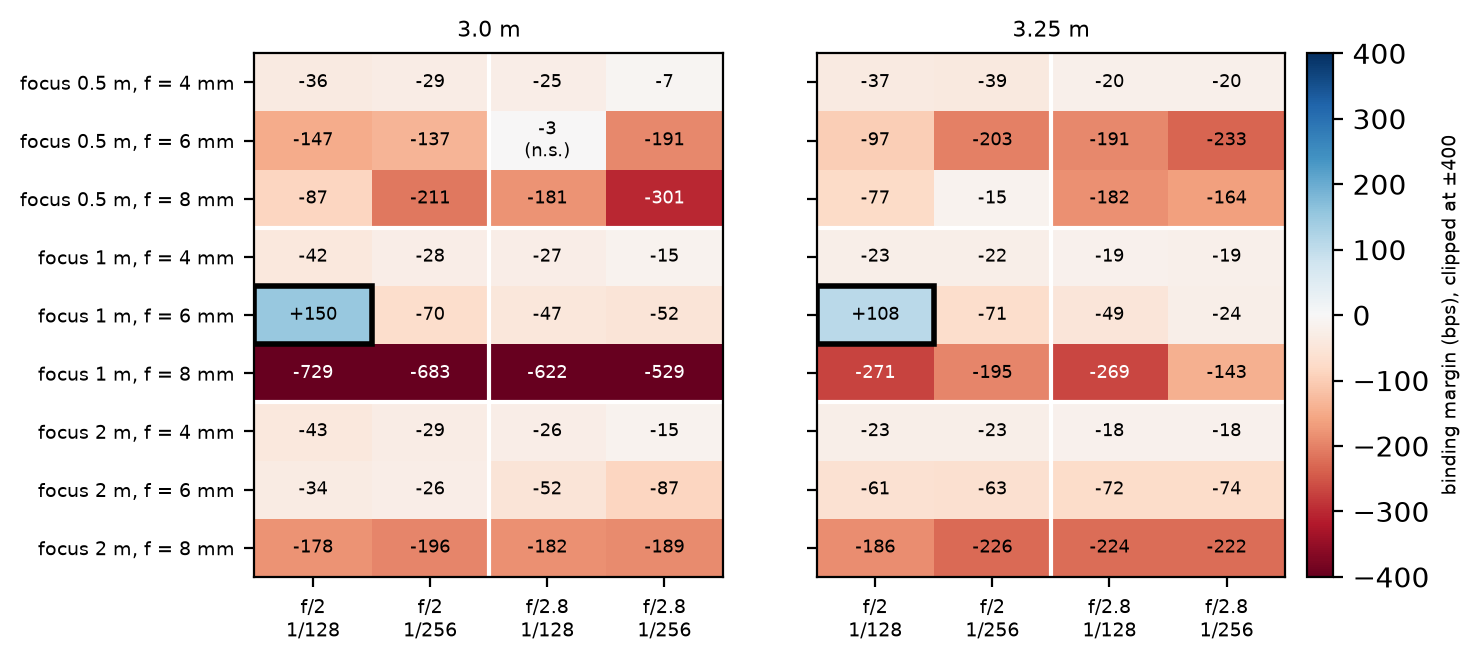 3.0 m
3.25 m
focus 0.5 m, f = 4 mm -36 -29 -25 -7 -37 -39 -20 -20
focus 0.5 m, f = 6 mm -147 -137 -3 (n.s.) -191 -97 -203 -191 -233
focus 0.5 m, f = 8 mm -87 -211 -181 -301 -77 -15 -182 -164
focus 1 m, f = 4 mm -42 -28 -27 -15 -23 -22 -19 -19
focus 1 m, f = 6 mm +150 -70 -47 -52 +108 -71 -49 -24
focus 1 m, f = 8 mm -729 -683 -622 -529 -271 -195 -269 -143
focus 2 m, f = 4 mm -43 -29 -26 -15 -23 -23 -18 -18
focus 2 m, f = 6 mm -34 -26 -52 -87 -61 -63 -72 -74
focus 2 m, f = 8 mm -178 -196 -182 -189 -186 -226 -224 -222
f/2 f/2 f/2.8 f/2.8 f/2 f/2 f/2.8 f/2.8
1/128 1/256 1/128 1/256 1/128 1/256 1/128 1/256
400
300
200
100
0
−100
−200
−300
−400
binding margin (bps), clipped at ±400